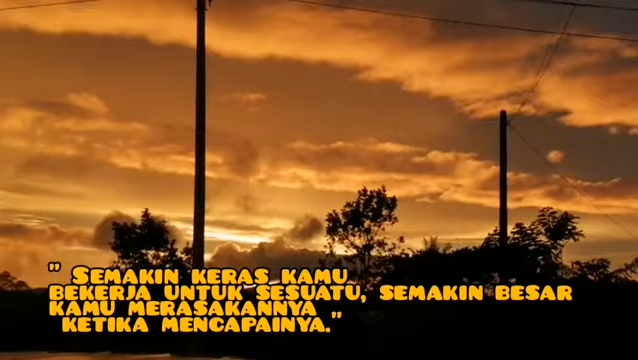 " Semakin keras kamu
bekerja untuk sesuatu, semakin besar
kamu merasakannya
ketika mencapainya."